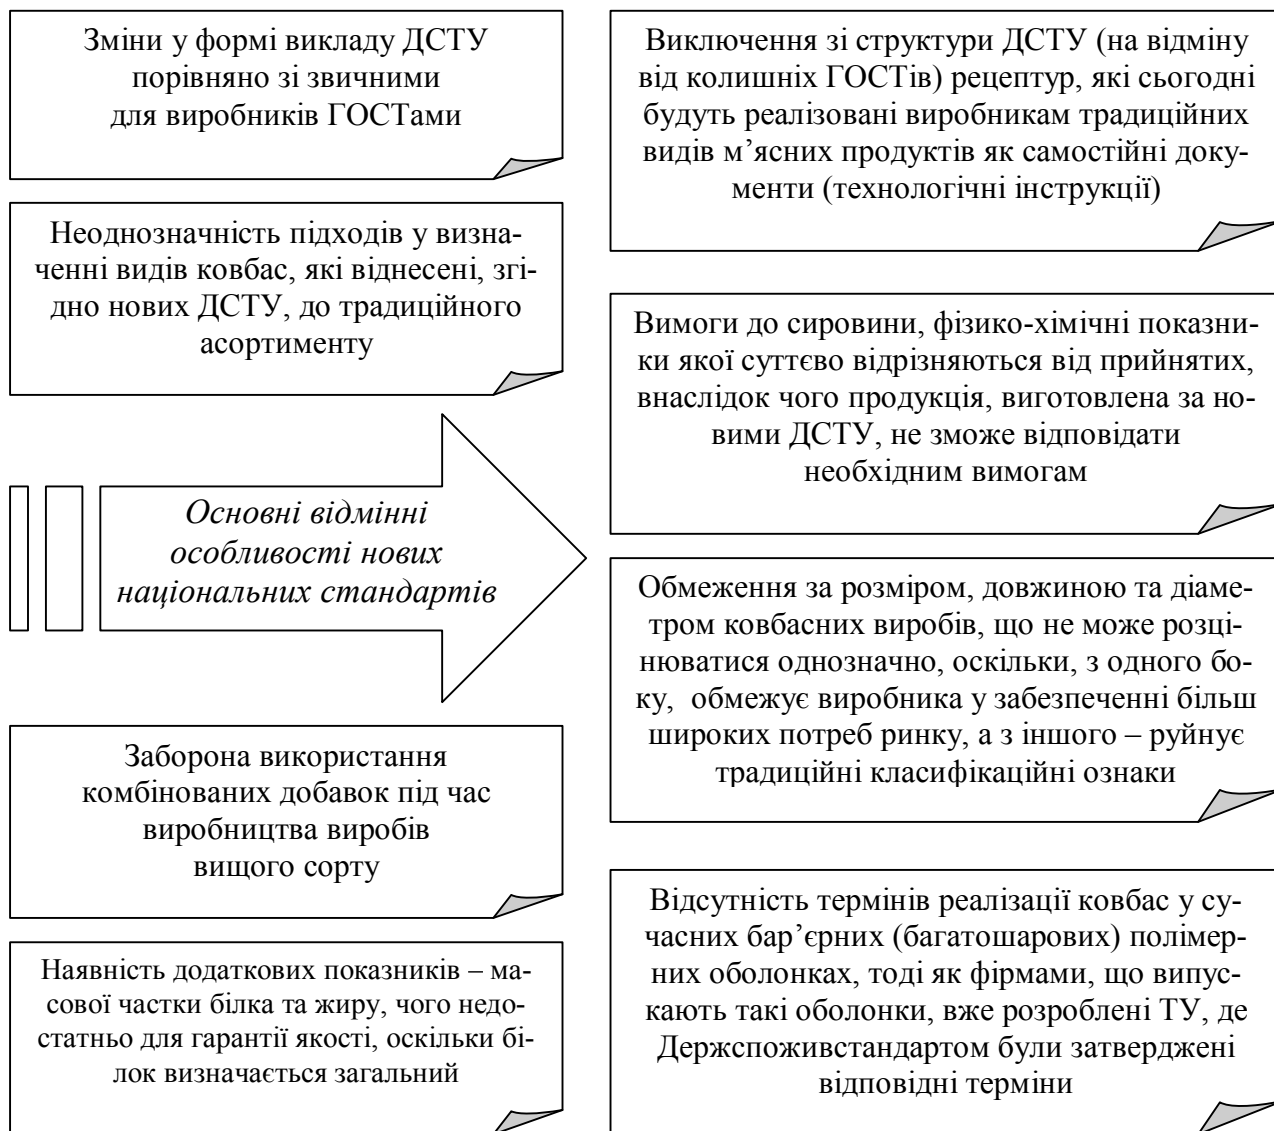 Зміни у формі викладу ДСТУ
порівняно зі звичними
для виробників ГОСТами
Неоднозначність підходів у визна-
ченні видів ковбас, які віднесені, згі-
дно нових ДСТУ, до традиційного
асортименту
Основні відмінні
особливості нових
національних стандартів
Заборона використання
комбінованих добавок під час
виробництва виробів
вищого сорту
Наявність додаткових показників – ма-
сової частки білка та жиру, чого недо-
статньо для гарантії якості, оскільки бі-
лок визначається загальний
Виключення зі структури ДСТУ (на відміну
від колишніх ГОСТів) рецептур, які сьогодні
будуть реалізовані виробникам традиційних
видів м’ясних продуктів як самостійні доку-
менти (технологічні інструкції)
Вимоги до сировини, фізико-хімічні показни-
ки якої суттєво відрізняються від прийнятих,
внаслідок чого продукція, виготовлена за но-
вими ДСТУ, не зможе відповідати
необхідним вимогам
Обмеження за розміром, довжиною та діаме-
тром ковбасних виробів, що не може розці-
нюватися однозначно, оскільки, з одного бо-
ку, обмежує виробника у забезпеченні більш
широких потреб ринку, а з іншого – руйнує
традиційні класифікаційні ознаки
Відсутність термінів реалізації ковбас у су-
часних бар’єрних (багатошарових) полімер-
них оболонках, тоді як фірмами, що випус-
кають такі оболонки, вже розроблені ТУ, де
Держспоживстандартом були затверджені
відповідні терміни